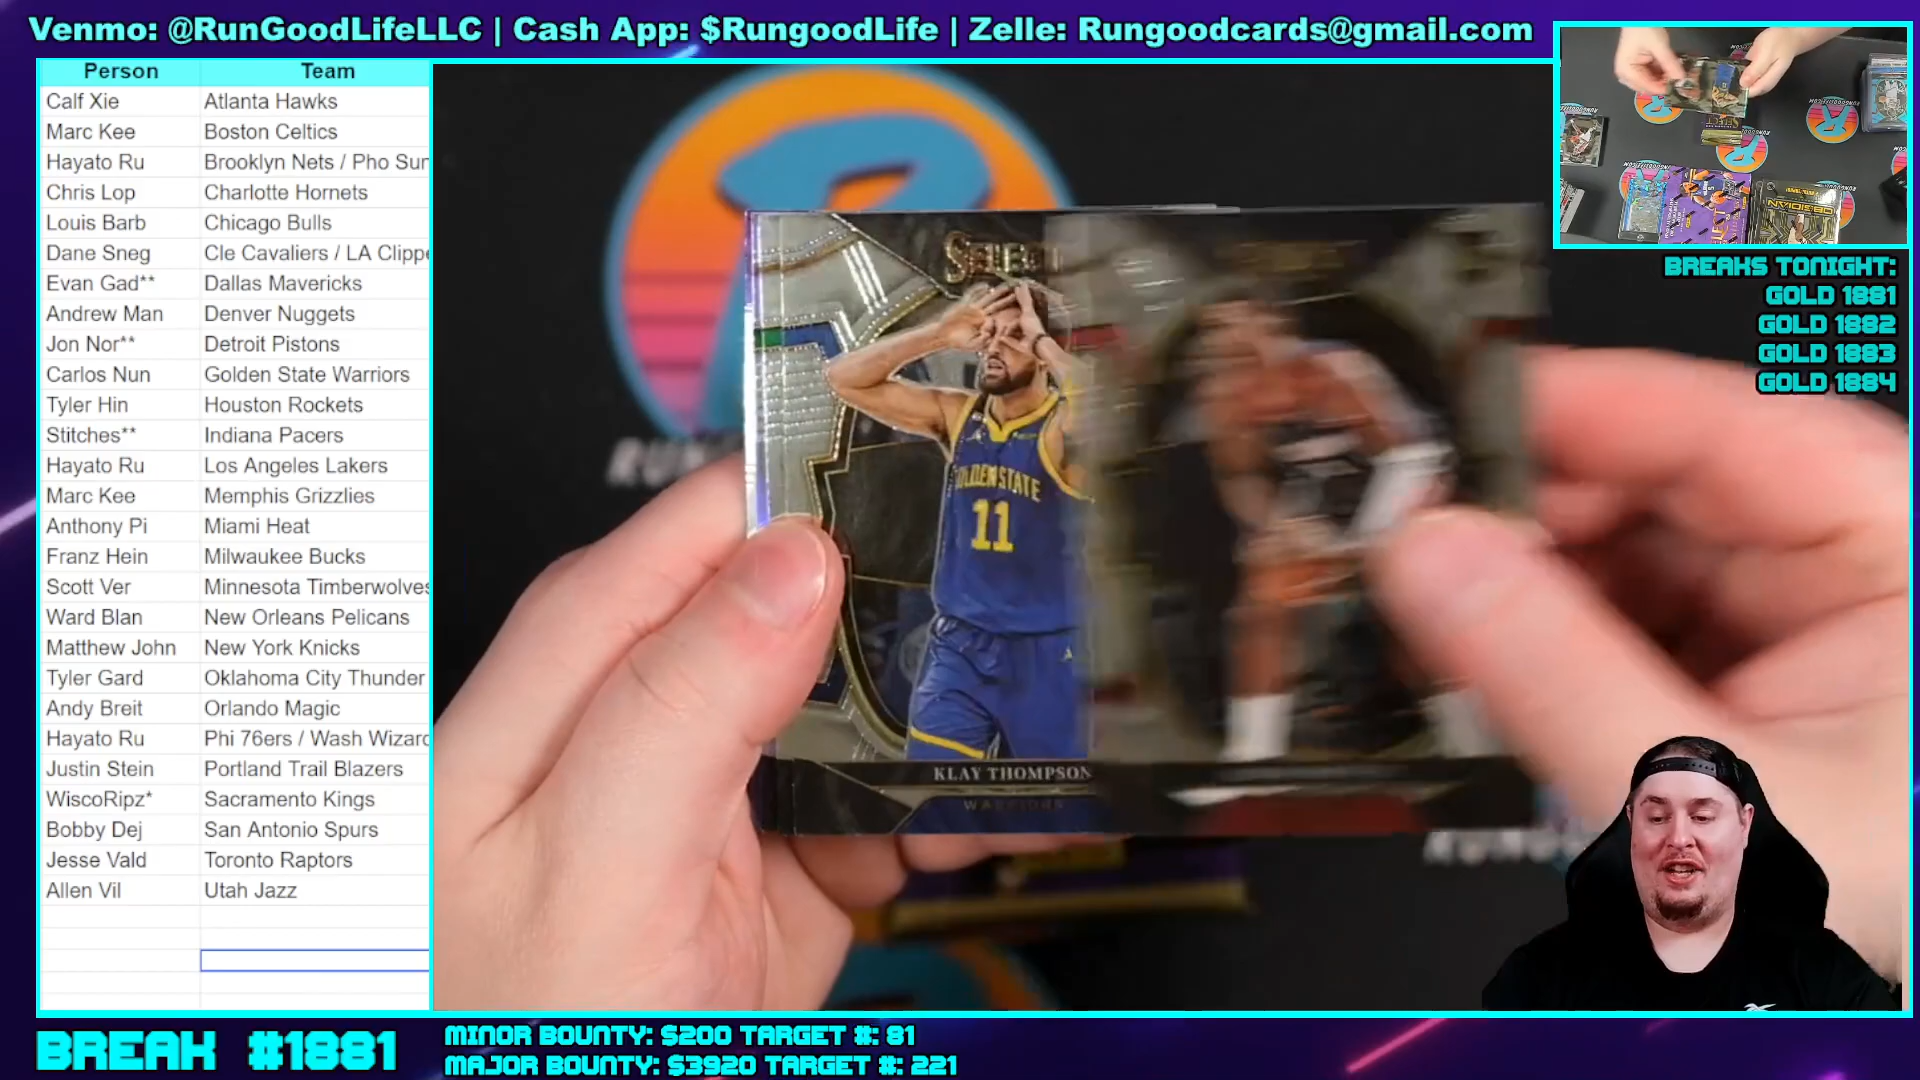 Venmo: @RunGoodLifeLLC | Cash App: $RungoodLife | Zelle: Rungoodcards@gmail.com
Person Team
Calf Xie Atlanta Hawks
Marc Kee Boston Celtics
Hayato Ru Brooklyn Nets / Pho Sun
Chris Lop Charlotte Hornets
Louis Barb Chicago Bulls
Dane Sneg Cle Cavaliers / LA Clippe
Evan Gad** Dallas Mavericks
Andrew Man Denver Nuggets
Jon Nor** Detroit Pistons
Carlos Nun Golden State Warriors
Tyler Hin Houston Rockets
Stitches** Indiana Pacers
Hayato Ru Los Angeles Lakers
Marc Kee Memphis Grizzlies
Anthony Pi Miami Heat
Franz Hein Milwaukee Bucks
Scott Ver Minnesota Timberwolves
Ward Blan New Orleans Pelicans
Matthew John New York Knicks
Tyler Gard Oklahoma City Thunder
Andy Breit Orlando Magic
Hayato Ru Phi 76ers / Wash Wizard
Justin Stein Portland Trail Blazers
WiscoRipz* Sacramento Kings
Bobby Dej San Antonio Spurs
Jesse Vald Toronto Raptors
Allen Vil Utah Jazz
SELECT
GOLDEN STATE
11
KLAY THOMPSON
WARRIORS
OBSIDIAN
BREAKS TONIGHT:
GOLD 1881
GOLD 1882
GOLD 1883
GOLD 1884
BREAK #1881
MINOR BOUNTY: $200 TARGET #: 81
MAJOR BOUNTY: $3920 TARGET #: 221